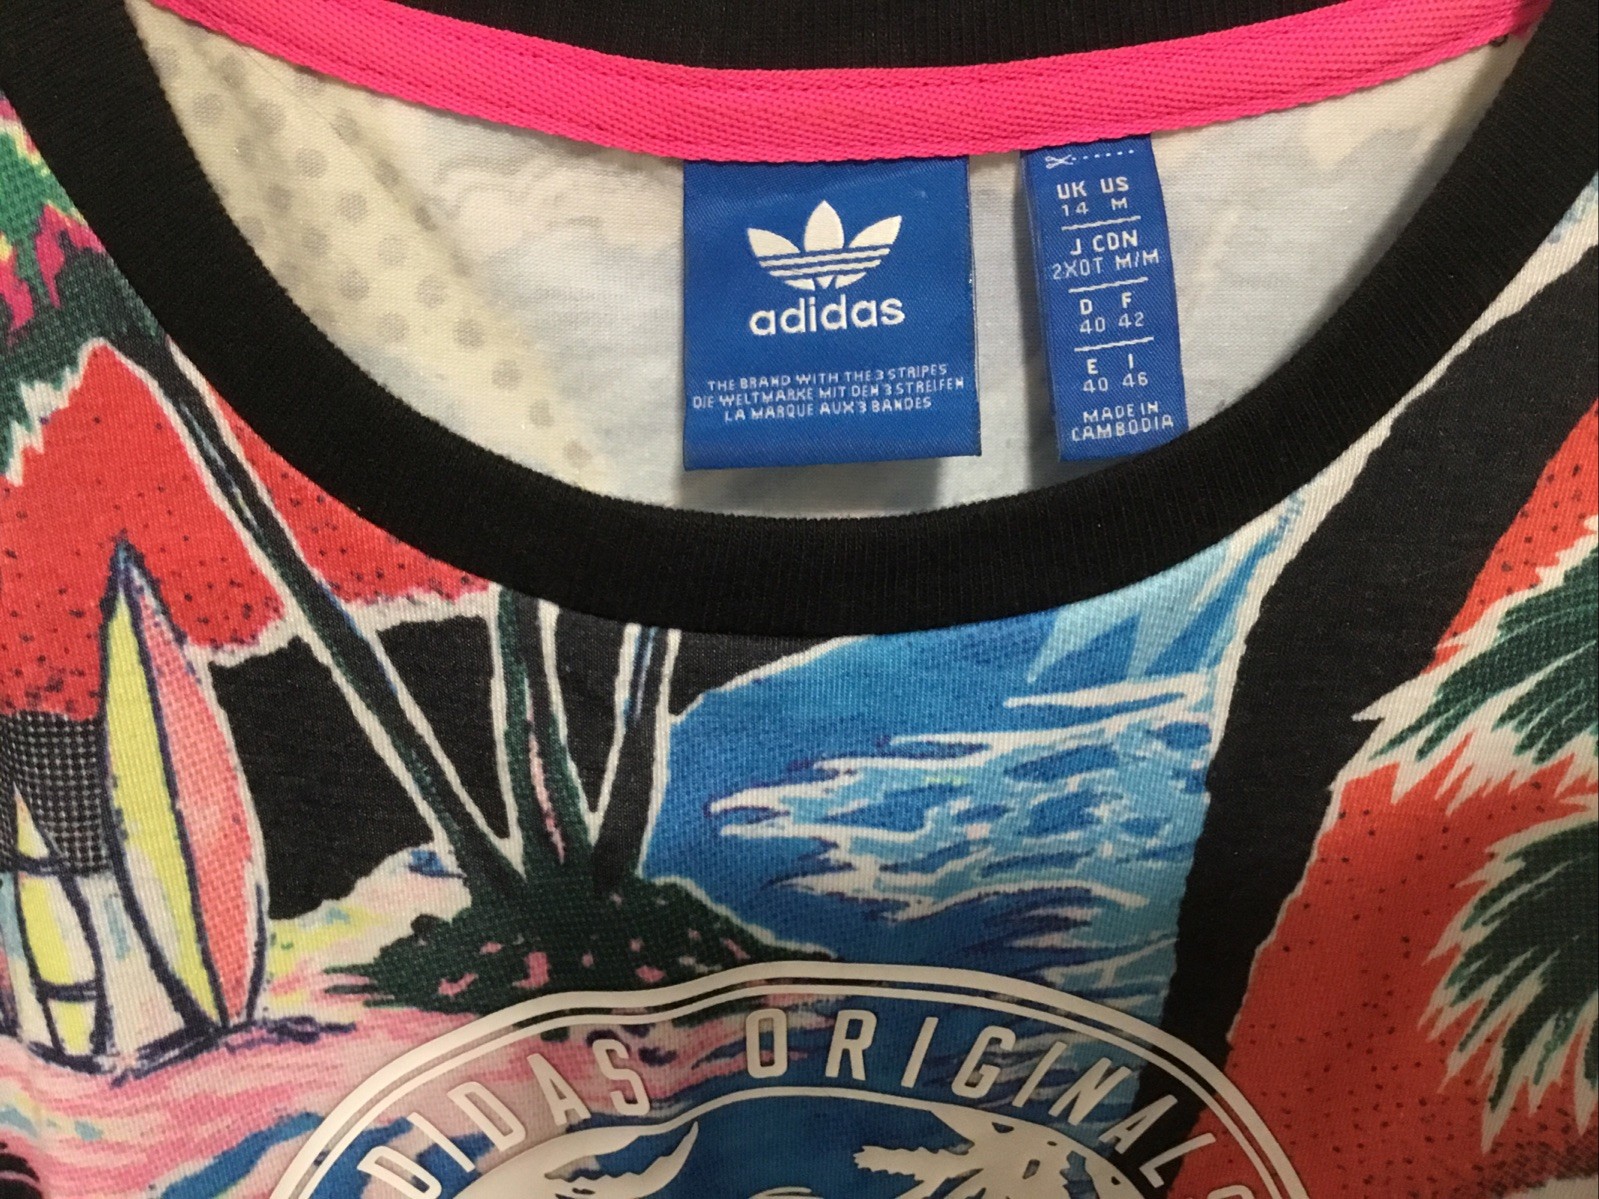 adidas
THE BRAND WITH THE 3 STRIPES
DIE WELTMARKE MIT DEN 3 STREIFEN
LA MARQUE AUX 3 BANDES
UK US
14 M
J CDN
2XOT M/M
D F
40 42
E I
40 46
MADE IN
CAMBODIA
ADIDAS ORIGINALS